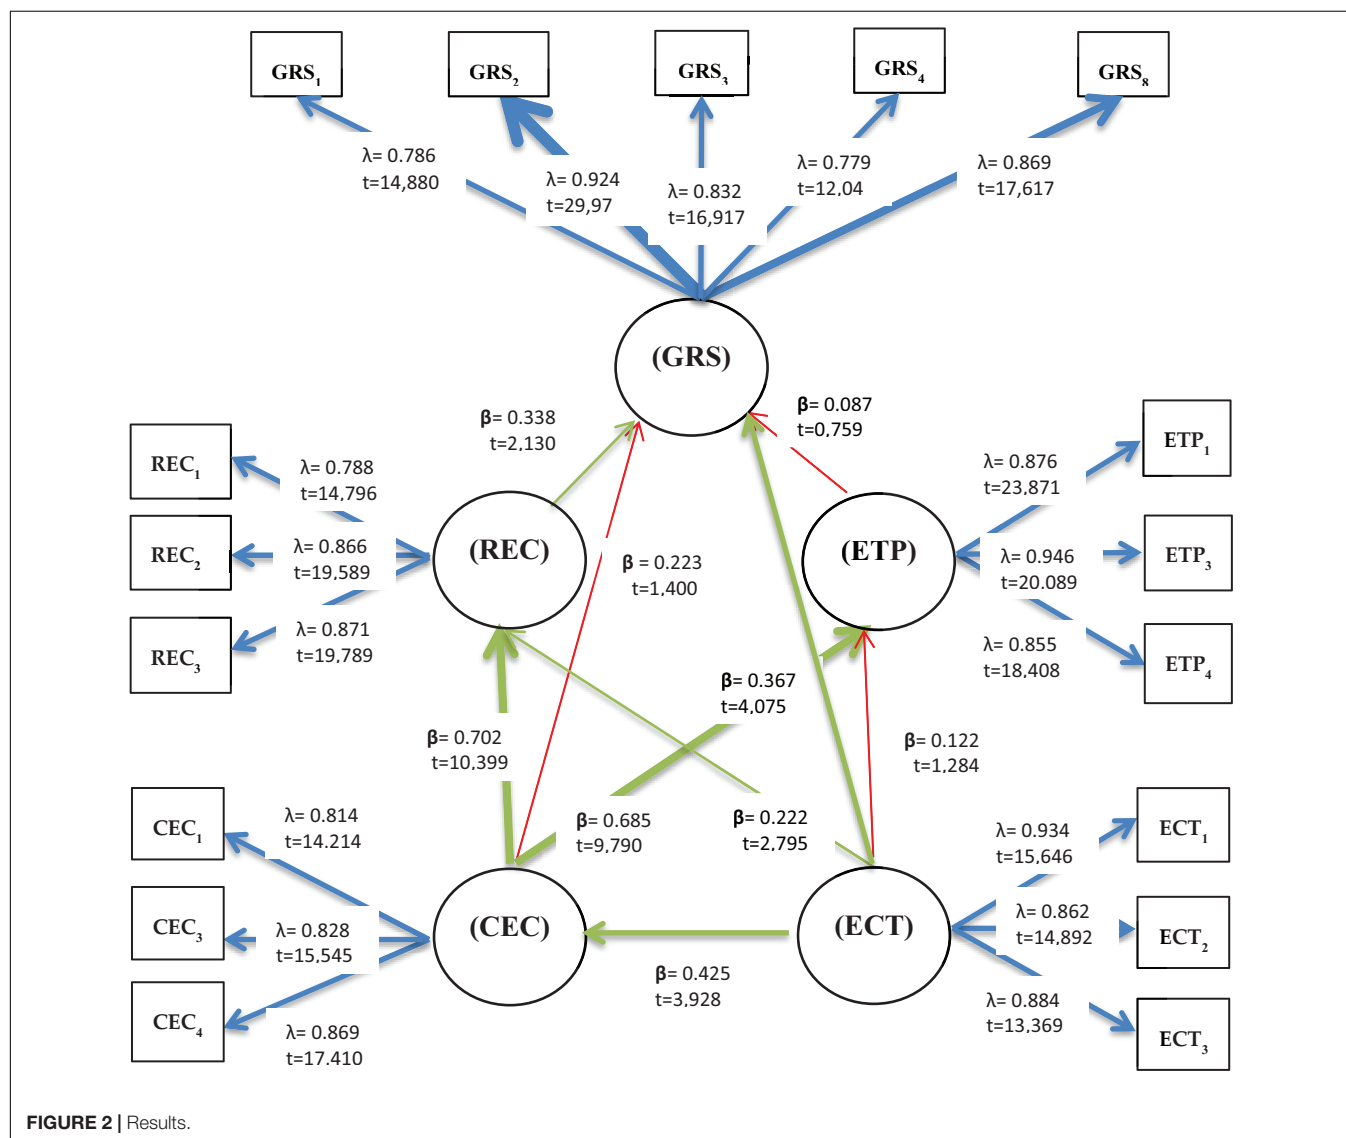 GRS₁ GRS₂ GRS₃ GRS₄ GRS₈
λ= 0.786
t=14,880
λ= 0.924
t=29,97
λ= 0.832
t=16,917
λ= 0.779
t=12,04
λ= 0.869
t=17,617
(GRS)
β= 0.338
t=2,130
β= 0.087
t=0,759
REC₁
λ= 0.788
t=14,796
REC₂
λ= 0.866
t=19,589
REC₃
λ= 0.871
t=19,789
(REC)
β = 0.223
t=1,400
(ETP)
λ= 0.876
t=23,871
ETP₁
λ= 0.946
t=20.089
ETP₃
λ= 0.855
t=18,408
ETP₄
β= 0.367
t=4,075
β= 0.702
t=10,399
β= 0.122
t=1,284
β= 0.685
t=9,790
β= 0.222
t=2,795
CEC₁
λ= 0.814
t=14.214
CEC₃
λ= 0.828
t=15,545
CEC₄
λ= 0.869
t=17.410
(CEC)
β= 0.425
t=3,928
(ECT)
λ= 0.934
t=15,646
ECT₁
λ= 0.862
t=14,892
ECT₂
λ= 0.884
t=13,369
ECT₃
FIGURE 2 | Results.